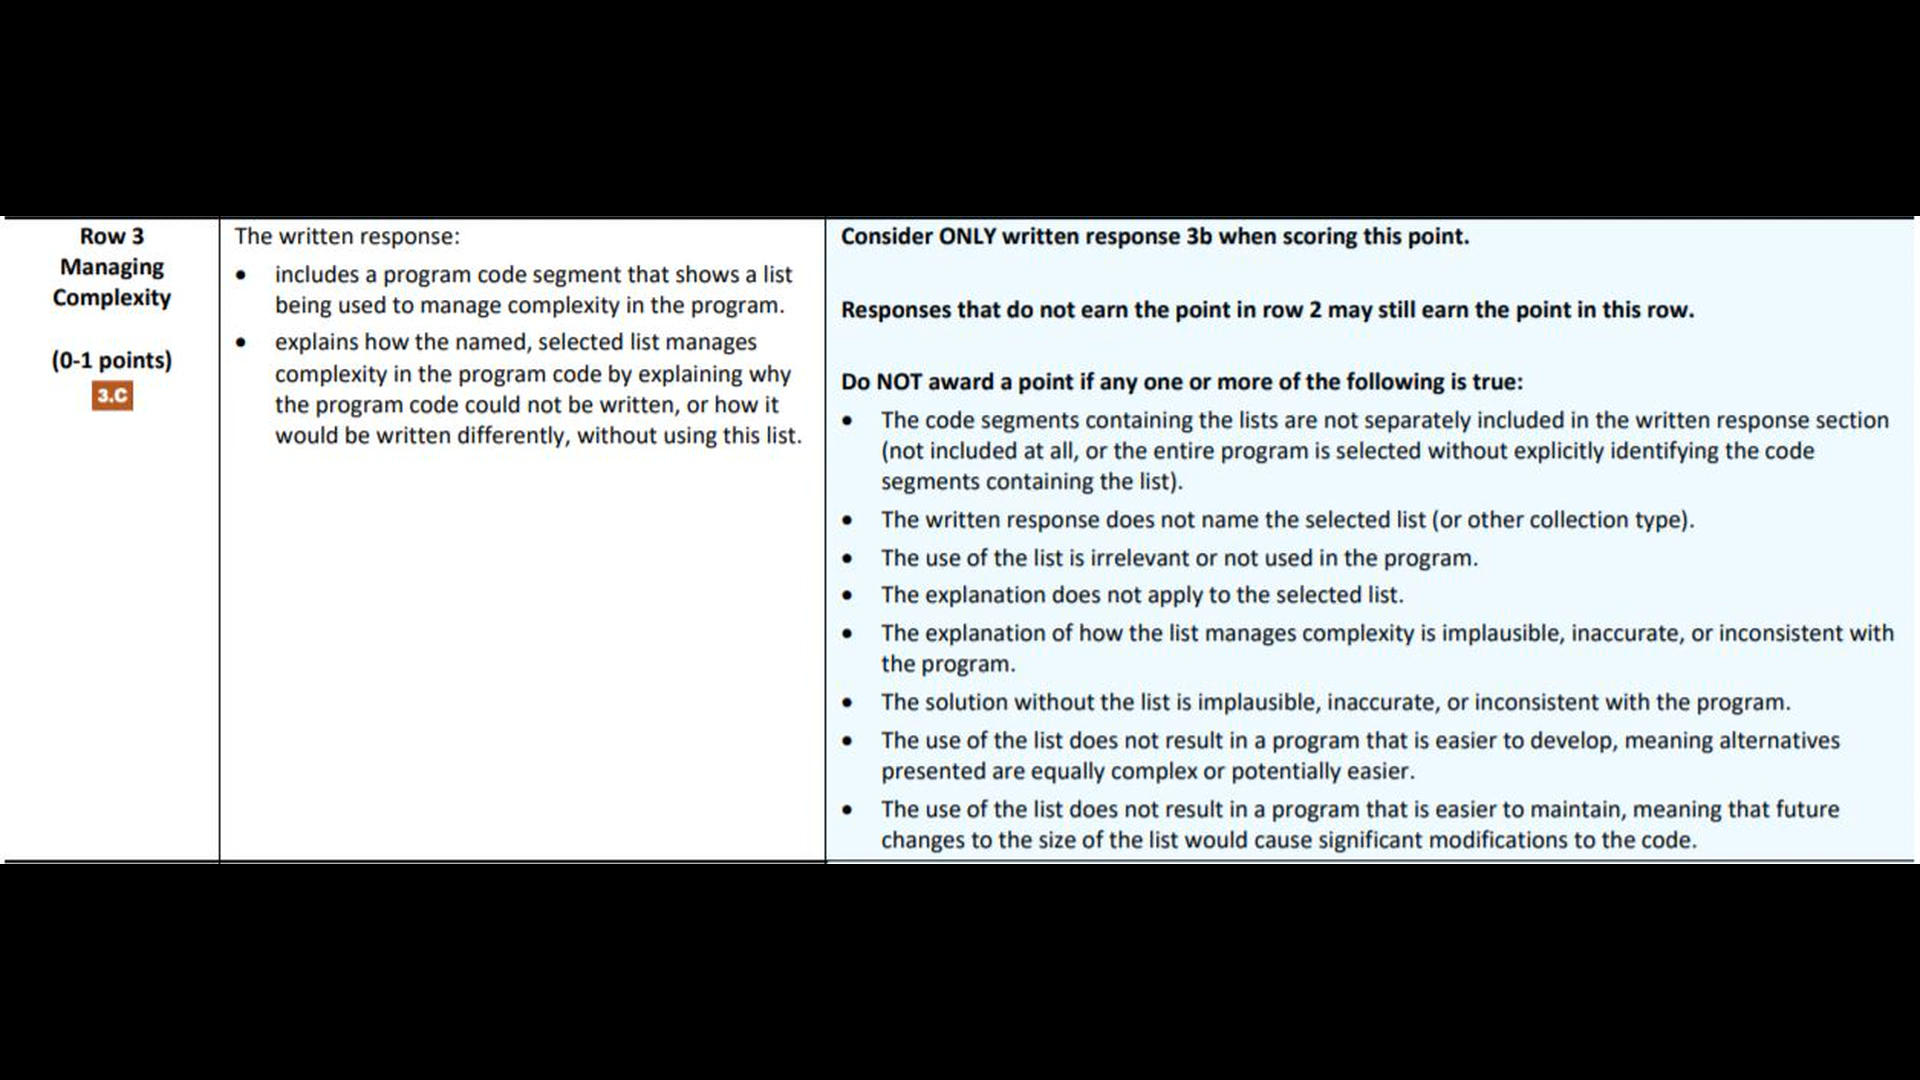 Row 3
Managing
Complexity
(0-1 points)
3.C
The written response:
• includes a program code segment that shows a list
being used to manage complexity in the program.
• explains how the named, selected list manages
complexity in the program code by explaining why
the program code could not be written, or how it
would be written differently, without using this list.
Consider ONLY written response 3b when scoring this point.
Responses that do not earn the point in row 2 may still earn the point in this row.
Do NOT award a point if any one or more of the following is true:
• The code segments containing the lists are not separately included in the written response section
(not included at all, or the entire program is selected without explicitly identifying the code
segments containing the list).
• The written response does not name the selected list (or other collection type).
• The use of the list is irrelevant or not used in the program.
• The explanation does not apply to the selected list.
• The explanation of how the list manages complexity is implausible, inaccurate, or inconsistent with
the program.
• The solution without the list is implausible, inaccurate, or inconsistent with the program.
• The use of the list does not result in a program that is easier to develop, meaning alternatives
presented are equally complex or potentially easier.
• The use of the list does not result in a program that is easier to maintain, meaning that future
changes to the size of the list would cause significant modifications to the code.